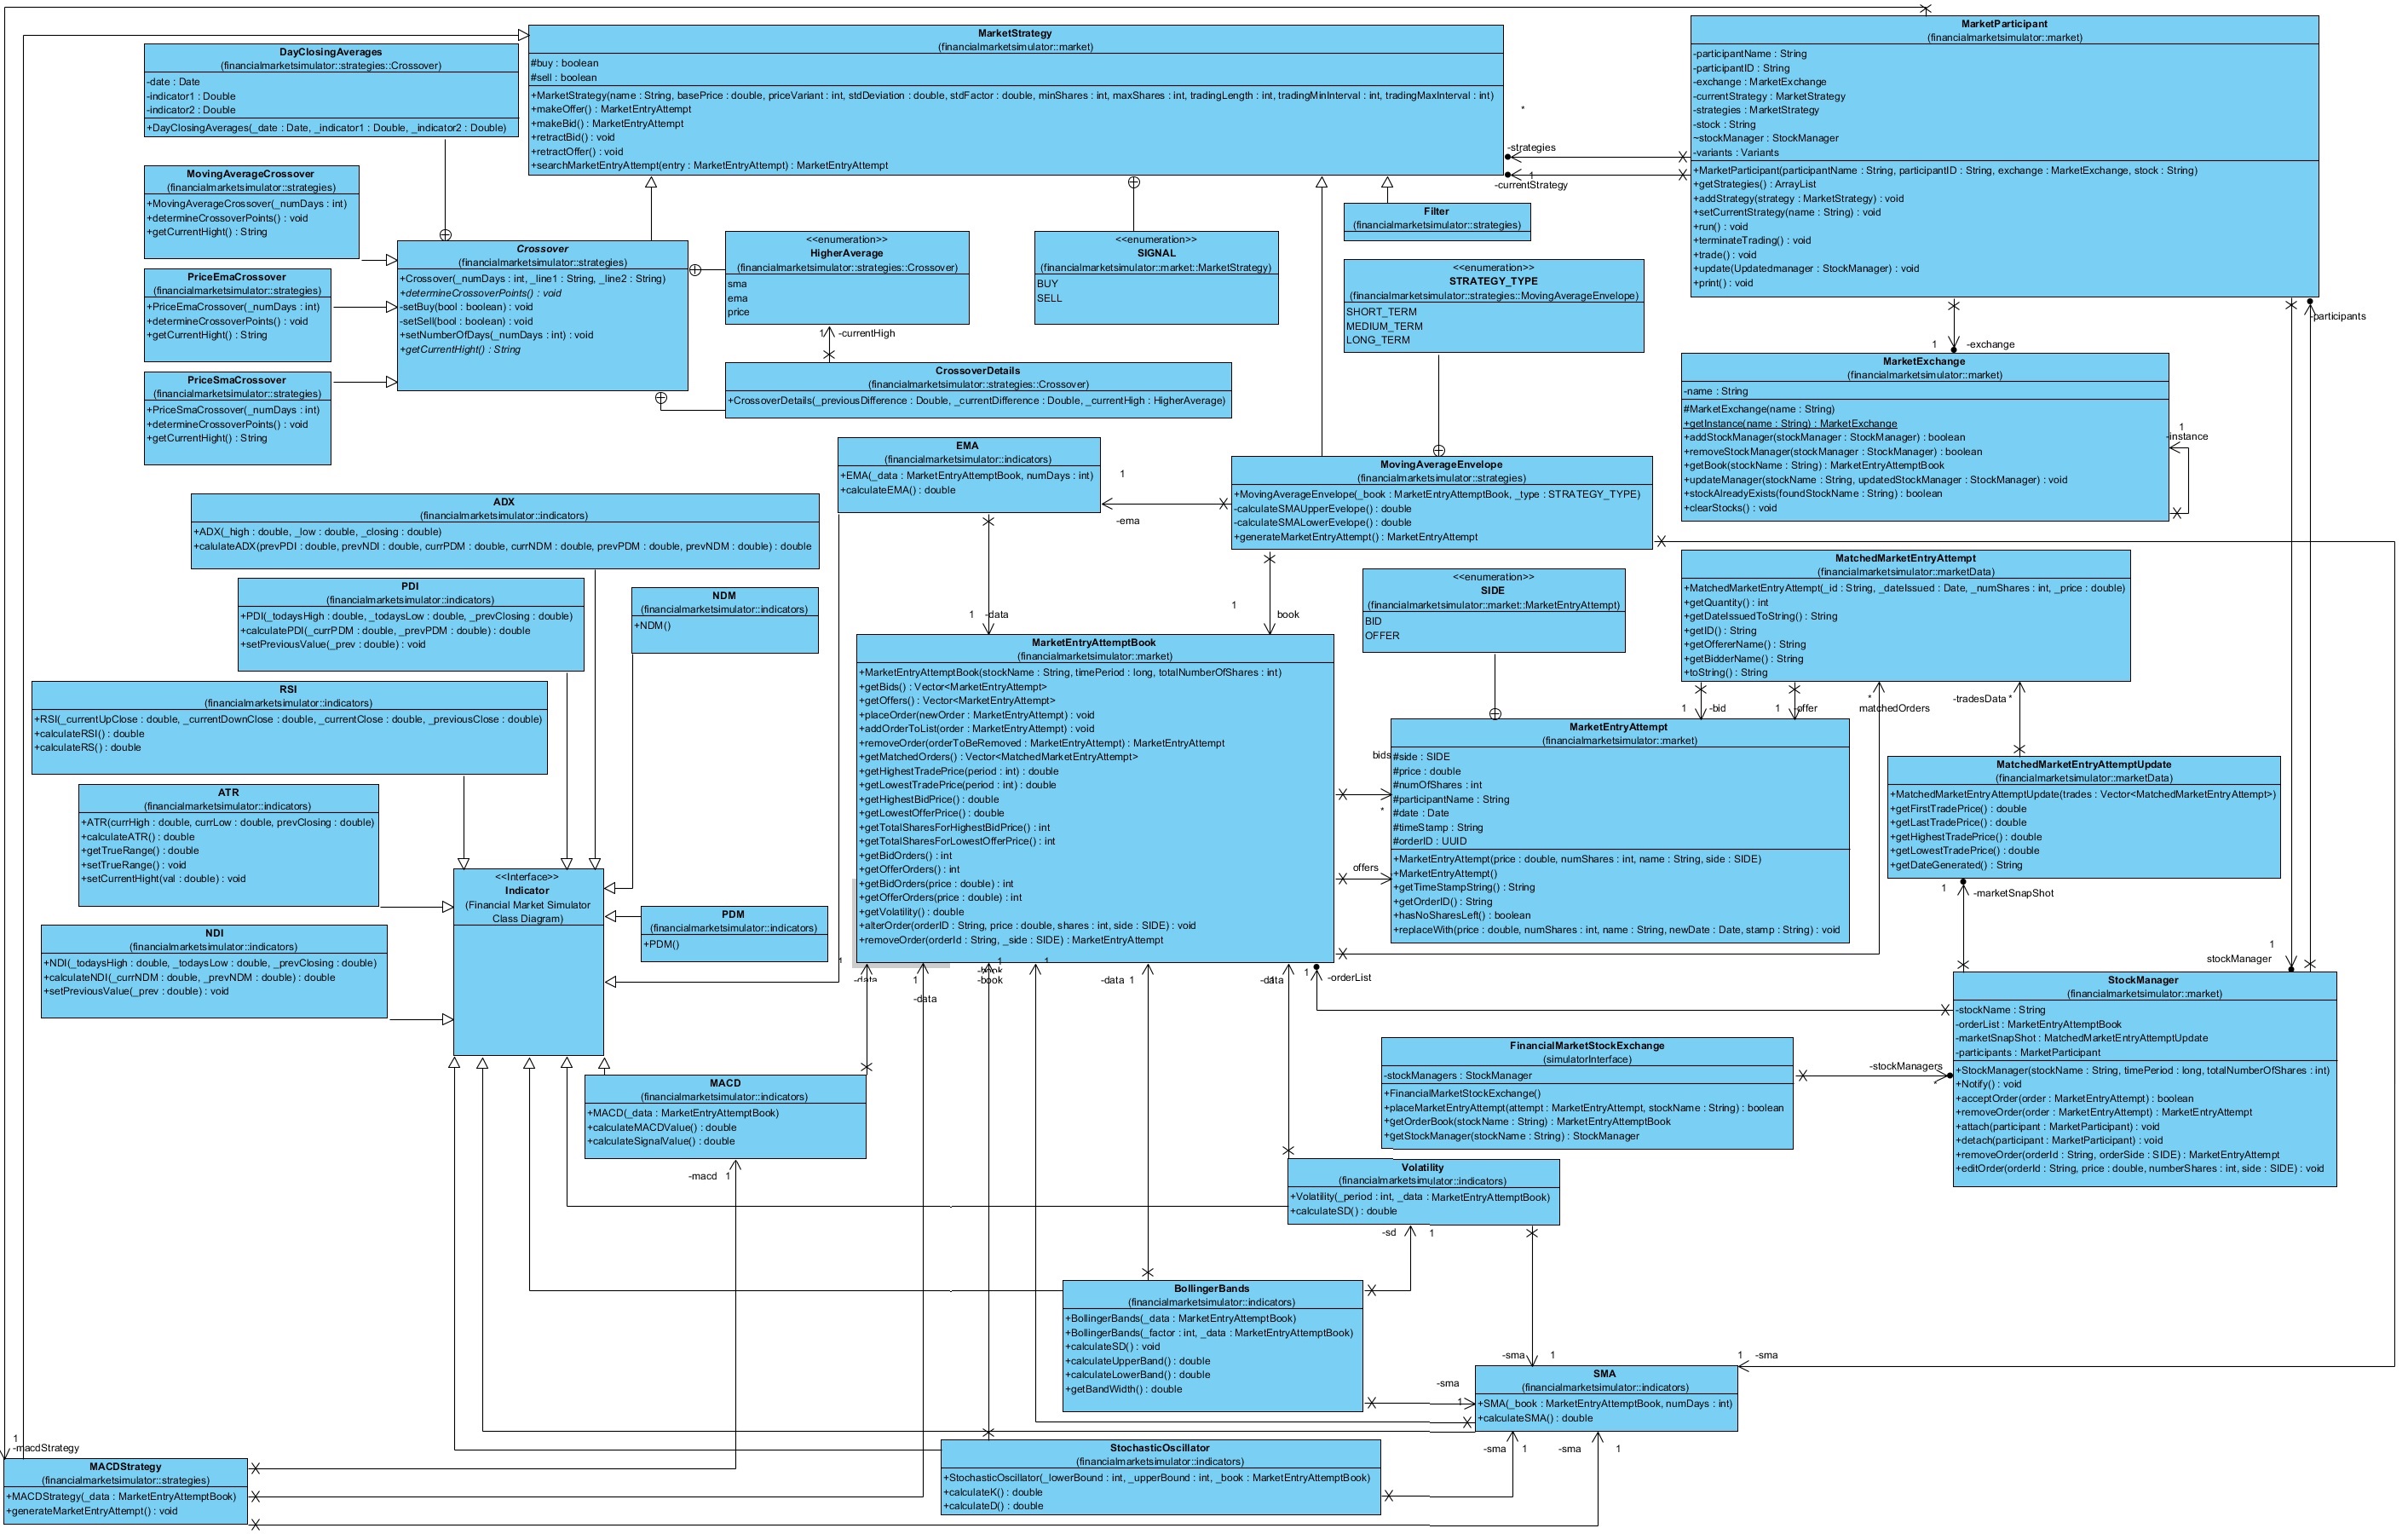 MarketStrategy
(financialmarketsimulator::market)
#buy : boolean
#sell : boolean
+MarketStrategy(name : String, basePrice : double, priceVariant : int, stdDeviation : double, stdFactor : double, minShares : int, maxShares : int, tradingLength : int, tradingMinInterval : int, tradingMaxInterval : int)
+makeOffer() : MarketEntryAttempt
+makeBid() : MarketEntryAttempt
+retractBid() : void
+retractOffer() : void
+searchMarketEntryAttempt(entry : MarketEntryAttempt) : MarketEntryAttempt
MarketParticipant
(financialmarketsimulator::market)
-participantName : String
-participantID : String
-exchange : MarketExchange
-currentStrategy : MarketStrategy
-strategies : MarketStrategy
-stock : String
~stockManager : StockManager
-variants : Variants
+MarketParticipant(participantName : String, participantID : String, exchange : MarketExchange, stock : String)
+getStrategies() : ArrayList
+addStrategy(strategy : MarketStrategy) : void
+setCurrentStrategy(name : String) : void
+run() : void
+terminateTrading() : void
+trade() : void
+update(Updatedmanager : StockManager) : void
+print() : void
*
-strategies
1
-currentStrategy
DayClosingAverages
(financialmarketsimulator::strategies::Crossover)
-date : Date
-indicator1 : Double
-indicator2 : Double
+DayClosingAverages(_date : Date, _indicator1 : Double, _indicator2 : Double)
MovingAverageCrossover
(financialmarketsimulator::strategies)
+MovingAverageCrossover(_numDays : int)
+determineCrossoverPoints() : void
+getCurrentHight() : String
PriceEmaCrossover
(financialmarketsimulator::strategies)
+PriceEmaCrossover(_numDays : int)
+determineCrossoverPoints() : void
+getCurrentHight() : String
PriceSmaCrossover
(financialmarketsimulator::strategies)
+PriceSmaCrossover(_numDays : int)
+determineCrossoverPoints() : void
+getCurrentHight() : String
Crossover
(financialmarketsimulator::strategies)
+Crossover(_numDays : int, _line1 : String, _line2 : String)
+determineCrossoverPoints() : void
-setBuy(bool : boolean) : void
-setSell(bool : boolean) : void
+setNumberOfDays(_numDays : int) : void
+getCurrentHight() : String
<<enumeration>>
HigherAverage
(financialmarketsimulator::strategies::Crossover)
sma
ema
price
1
-currentHigh
CrossoverDetails
(financialmarketsimulator::strategies::Crossover)
+CrossoverDetails(_previousDifference : Double, _currentDifference : Double, _currentHigh : HigherAverage)
<<enumeration>>
SIGNAL
(financialmarketsimulator::market::MarketStrategy)
BUY
SELL
Filter
(financialmarketsimulator::strategies)
<<enumeration>>
STRATEGY_TYPE
(financialmarketsimulator::strategies::MovingAverageEnvelope)
SHORT_TERM
MEDIUM_TERM
LONG_TERM
-participants
1
-exchange
MarketExchange
(financialmarketsimulator::market)
-name : String
#MarketExchange(name : String)
+getInstance(name : String) : MarketExchange
+addStockManager(stockManager : StockManager) : boolean
+removeStockManager(stockManager : StockManager) : boolean
+getBook(stockName : String) : MarketEntryAttemptBook
+updateManager(stockName : String, updatedStockManager : StockManager) : void
+stockAlreadyExists(foundStockName : String) : boolean
+clearStocks() : void
1
-instance
EMA
(financialmarketsimulator::indicators)
+EMA(_data : MarketEntryAttemptBook, numDays : int)
+calculateEMA() : double
1
-ema
MovingAverageEnvelope
(financialmarketsimulator::strategies)
+MovingAverageEnvelope(_book : MarketEntryAttemptBook, _type : STRATEGY_TYPE)
-calculateSMAUpperEvelope() : double
-calculateSMALowerEvelope() : double
+generateMarketEntryAttempt() : MarketEntryAttempt
ADX
(financialmarketsimulator::indicators)
+ADX(_high : double, _low : double, _closing : double)
+calulateADX(prevPDI : double, prevNDI : double, currPDM : double, currNDM : double, prevPDM : double, prevNDM : double) : double
PDI
(financialmarketsimulator::indicators)
+PDI(_todaysHigh : double, _todaysLow : double, _prevClosing : double)
+calculatePDI(_currPDM : double, _prevPDM : double) : double
+setPreviousValue(_prev : double) : void
NDM
(financialmarketsimulator::indicators)
+NDM()
RSI
(financialmarketsimulator::indicators)
+RSI(_currentUpClose : double, _currentDownClose : double, _currentClose : double, _previousClose : double)
+calculateRSI() : double
+calculateRS() : double
ATR
(financialmarketsimulator::indicators)
+ATR(currHigh : double, currLow : double, prevClosing : double)
+calculateATR() : double
+getTrueRange() : double
+setTrueRange() : void
+setCurrentHight(val : double) : void
NDI
(financialmarketsimulator::indicators)
+NDI(_todaysHigh : double, _todaysLow : double, _prevClosing : double)
+calculateNDI(_currNDM : double, _prevNDM : double) : double
+setPreviousValue(_prev : double) : void
<<Interface>>
Indicator
(Financial Market Simulator
Class Diagram)
PDM
(financialmarketsimulator::indicators)
+PDM()
1
-data
1
book
MarketEntryAttemptBook
(financialmarketsimulator::market)
+MarketEntryAttemptBook(stockName : String, timePeriod : long, totalNumberOfShares : int)
+getBids() : Vector<MarketEntryAttempt>
+getOffers() : Vector<MarketEntryAttempt>
+placeOrder(newOrder : MarketEntryAttempt) : void
+addOrderToList(order : MarketEntryAttempt) : void
+removeOrder(orderToBeRemoved : MarketEntryAttempt) : MarketEntryAttempt
+getMatchedOrders() : Vector<MatchedMarketEntryAttempt>
+getHighestTradePrice(period : int) : double
+getLowestTradePrice(period : int) : double
+getHighestBidPrice() : double
+getLowestOfferPrice() : double
+getTotalSharesForHighestBidPrice() : int
+getTotalSharesForLowestOfferPrice() : int
+getBidOrders() : int
+getOfferOrders() : int
+getBidOrders(price : double) : int
+getOfferOrders(price : double) : int
+getVolatility() : double
+alterOrder(orderID : String, price : double, shares : int, side : SIDE) : void
+removeOrder(orderId : String, _side : SIDE) : MarketEntryAttempt
<<enumeration>>
SIDE
(financialmarketsimulator::market::MarketEntryAttempt)
BID
OFFER
MatchedMarketEntryAttempt
(financialmarketsimulator::marketData)
+MatchedMarketEntryAttempt(_id : String, _dateIssued : Date, _numShares : int, _price : double)
+getQuantity() : int
+getDateIssuedToString() : String
+getID() : String
+getOffererName() : String
+getBidderName() : String
+toString() : String
1
-bid
1
-offer
*
matchedOrders
-tradesData *
bids
*
offers
MarketEntryAttempt
(financialmarketsimulator::market)
#side : SIDE
#price : double
#numOfShares : int
#participantName : String
#date : Date
#timeStamp : String
#orderID : UUID
+MarketEntryAttempt(price : double, numShares : int, name : String, side : SIDE)
+MarketEntryAttempt()
+getTimeStampString() : String
+getOrderID() : String
+hasNoSharesLeft() : boolean
+replaceWith(price : double, numShares : int, name : String, newDate : Date, stamp : String) : void
MatchedMarketEntryAttemptUpdate
(financialmarketsimulator::marketData)
+MatchedMarketEntryAttemptUpdate(trades : Vector<MatchedMarketEntryAttempt>)
+getFirstTradePrice() : double
+getLastTradePrice() : double
+getHighestTradePrice() : double
+getLowestTradePrice() : double
+getDateGenerated() : String
1
-marketSnapShot
1
stockManager
StockManager
(financialmarketsimulator::market)
-stockName : String
-orderList : MarketEntryAttemptBook
-marketSnapShot : MatchedMarketEntryAttemptUpdate
-participants : MarketParticipant
+StockManager(stockName : String, timePeriod : long, totalNumberOfShares : int)
+Notify() : void
+acceptOrder(order : MarketEntryAttempt) : boolean
+removeOrder(order : MarketEntryAttempt) : MarketEntryAttempt
+attach(participant : MarketParticipant) : void
+detach(participant : MarketParticipant) : void
+removeOrder(orderId : String, orderSide : SIDE) : MarketEntryAttempt
+editOrder(orderId : String, price : double, numberShares : int, side : SIDE) : void
1
-data
1
-data
1
-book
1
-data 1
-data
1
1
-orderList
FinancialMarketStockExchange
(simulatorInterface)
-stockManagers : StockManager
+FinancialMarketStockExchange()
+placeMarketEntryAttempt(attempt : MarketEntryAttempt, stockName : String) : boolean
+getOrderBook(stockName : String) : MarketEntryAttemptBook
+getStockManager(stockName : String) : StockManager
-stockManagers
*
MACD
(financialmarketsimulator::indicators)
+MACD(_data : MarketEntryAttemptBook)
+calculateMACDValue() : double
+calculateSignalValue() : double
-macd 1
Volatility
(financialmarketsimulator::indicators)
+Volatility(_period : int, _data : MarketEntryAttemptBook)
+calculateSD() : double
-sd 1
BollingerBands
(financialmarketsimulator::indicators)
+BollingerBands(_data : MarketEntryAttemptBook)
+BollingerBands(_factor : int, _data : MarketEntryAttemptBook)
+calculateSD() : void
+calculateUpperBand() : double
+calculateLowerBand() : double
+getBandWidth() : double
-sma 1
1 -sma
-sma
1
SMA
(financialmarketsimulator::indicators)
+SMA(_book : MarketEntryAttemptBook, numDays : int)
+calculateSMA() : double
-sma 1
-sma 1
StochasticOscillator
(financialmarketsimulator::indicators)
+StochasticOscillator(_lowerBound : int, _upperBound : int, _book : MarketEntryAttemptBook)
+calculateK() : double
+calculateD() : double
1
-macdStrategy
MACDStrategy
(financialmarketsimulator::strategies)
+MACDStrategy(_data : MarketEntryAttemptBook)
+generateMarketEntryAttempt() : void